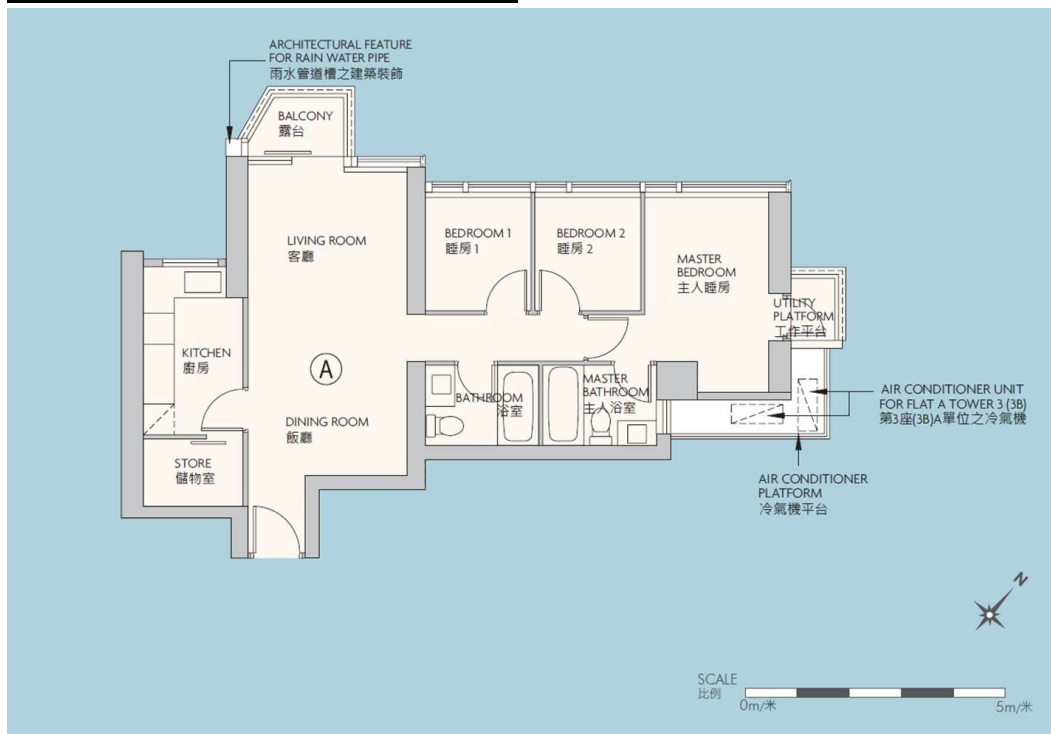 ARCHITECTURAL FEATURE
FOR RAIN WATER PIPE
雨水管道槽之建築裝飾
BALCONY
露台
LIVING ROOM
客廳
BEDROOM 1
睡房1
BEDROOM 2
睡房2
MASTER
BEDROOM
主人睡房
UTILITY
PLATFORM
工作平台
KITCHEN
廚房
A
BATHROOM
浴室
MASTER
BATHROOM
主人浴室
DINING ROOM
飯廳
STORE
儲物室
AIR CONDITIONER UNIT
FOR FLAT A TOWER 3 (3B)
第3座(3B)A單位之冷氣機
AIR CONDITIONER
PLATFORM
冷氣機平台
N
SCALE
比例
0m/米
5m/米